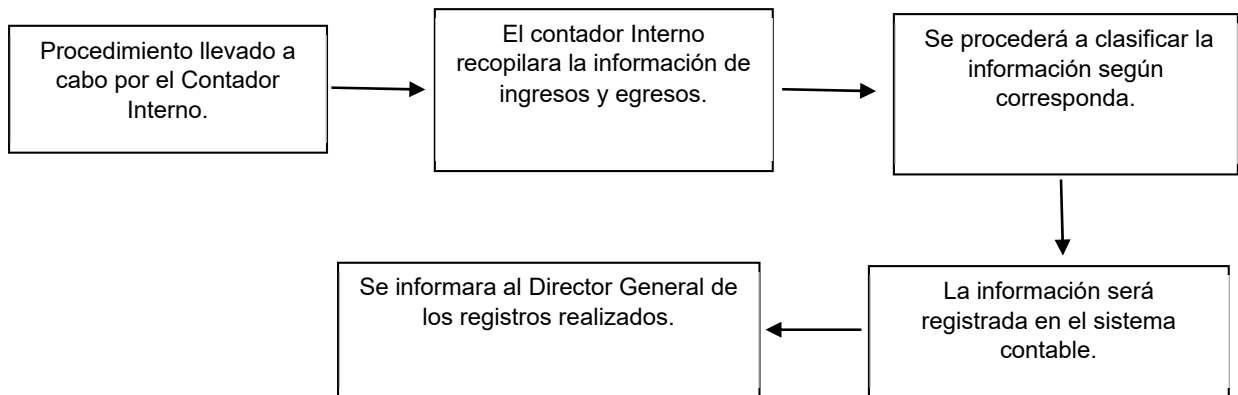 Procedimiento llevado a
cabo por el Contador
Interno.
El contador Interno
recopilara la información de
ingresos y egresos.
Se procederá a clasificar la
información según
corresponda.
La información será
registrada en el sistema
contable.
Se informara al Director General de
los registros realizados.